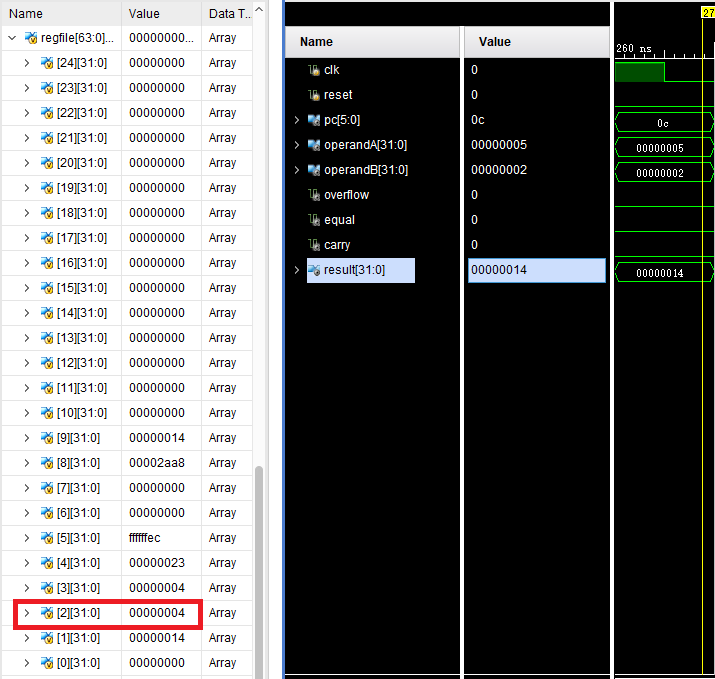 Name Value Data T...
regfile[63:0]... 00000000... Array
[24][31:0] 00000000 Array
[23][31:0] 00000000 Array
[22][31:0] 00000000 Array
[21][31:0] 00000000 Array
[20][31:0] 00000000 Array
[19][31:0] 00000000 Array
[18][31:0] 00000000 Array
[17][31:0] 00000000 Array
[16][31:0] 00000000 Array
[15][31:0] 00000000 Array
[14][31:0] 00000000 Array
[13][31:0] 00000000 Array
[12][31:0] 00000000 Array
[11][31:0] 00000000 Array
[10][31:0] 00000000 Array
[9][31:0] 00000014 Array
[8][31:0] 00002aa8 Array
[7][31:0] 00000000 Array
[6][31:0] 00000000 Array
[5][31:0] ffffffec Array
[4][31:0] 00000023 Array
[3][31:0] 00000004 Array
[2][31:0] 00000004 Array
[1][31:0] 00000014 Array
[0][31:0] 00000000 Array
Name Value
clk 0
reset 0
pc[5:0] 0c
operandA[31:0] 00000005
operandB[31:0] 00000002
overflow 0
equal 0
carry 0
result[31:0] 00000014
27
260 ns
0c
00000005
00000002
00000014